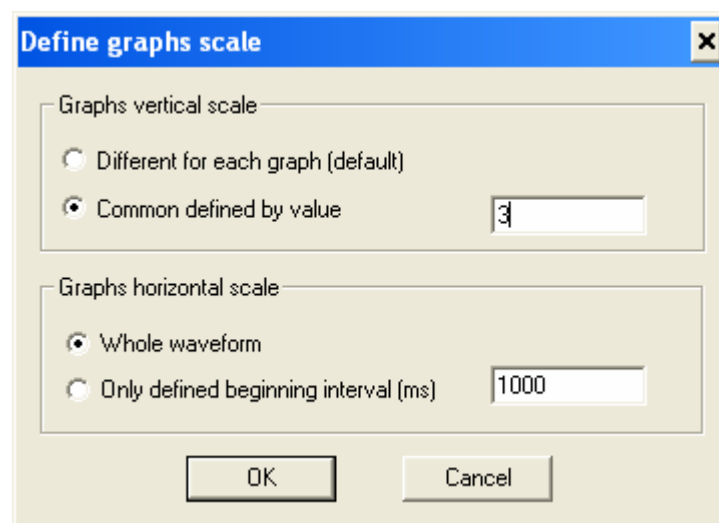 Define graphs scale
Graphs vertical scale
Different for each graph (default)
Common defined by value
3
Graphs horizontal scale
Whole waveform
Only defined beginning interval (ms)
1000
OK
Cancel